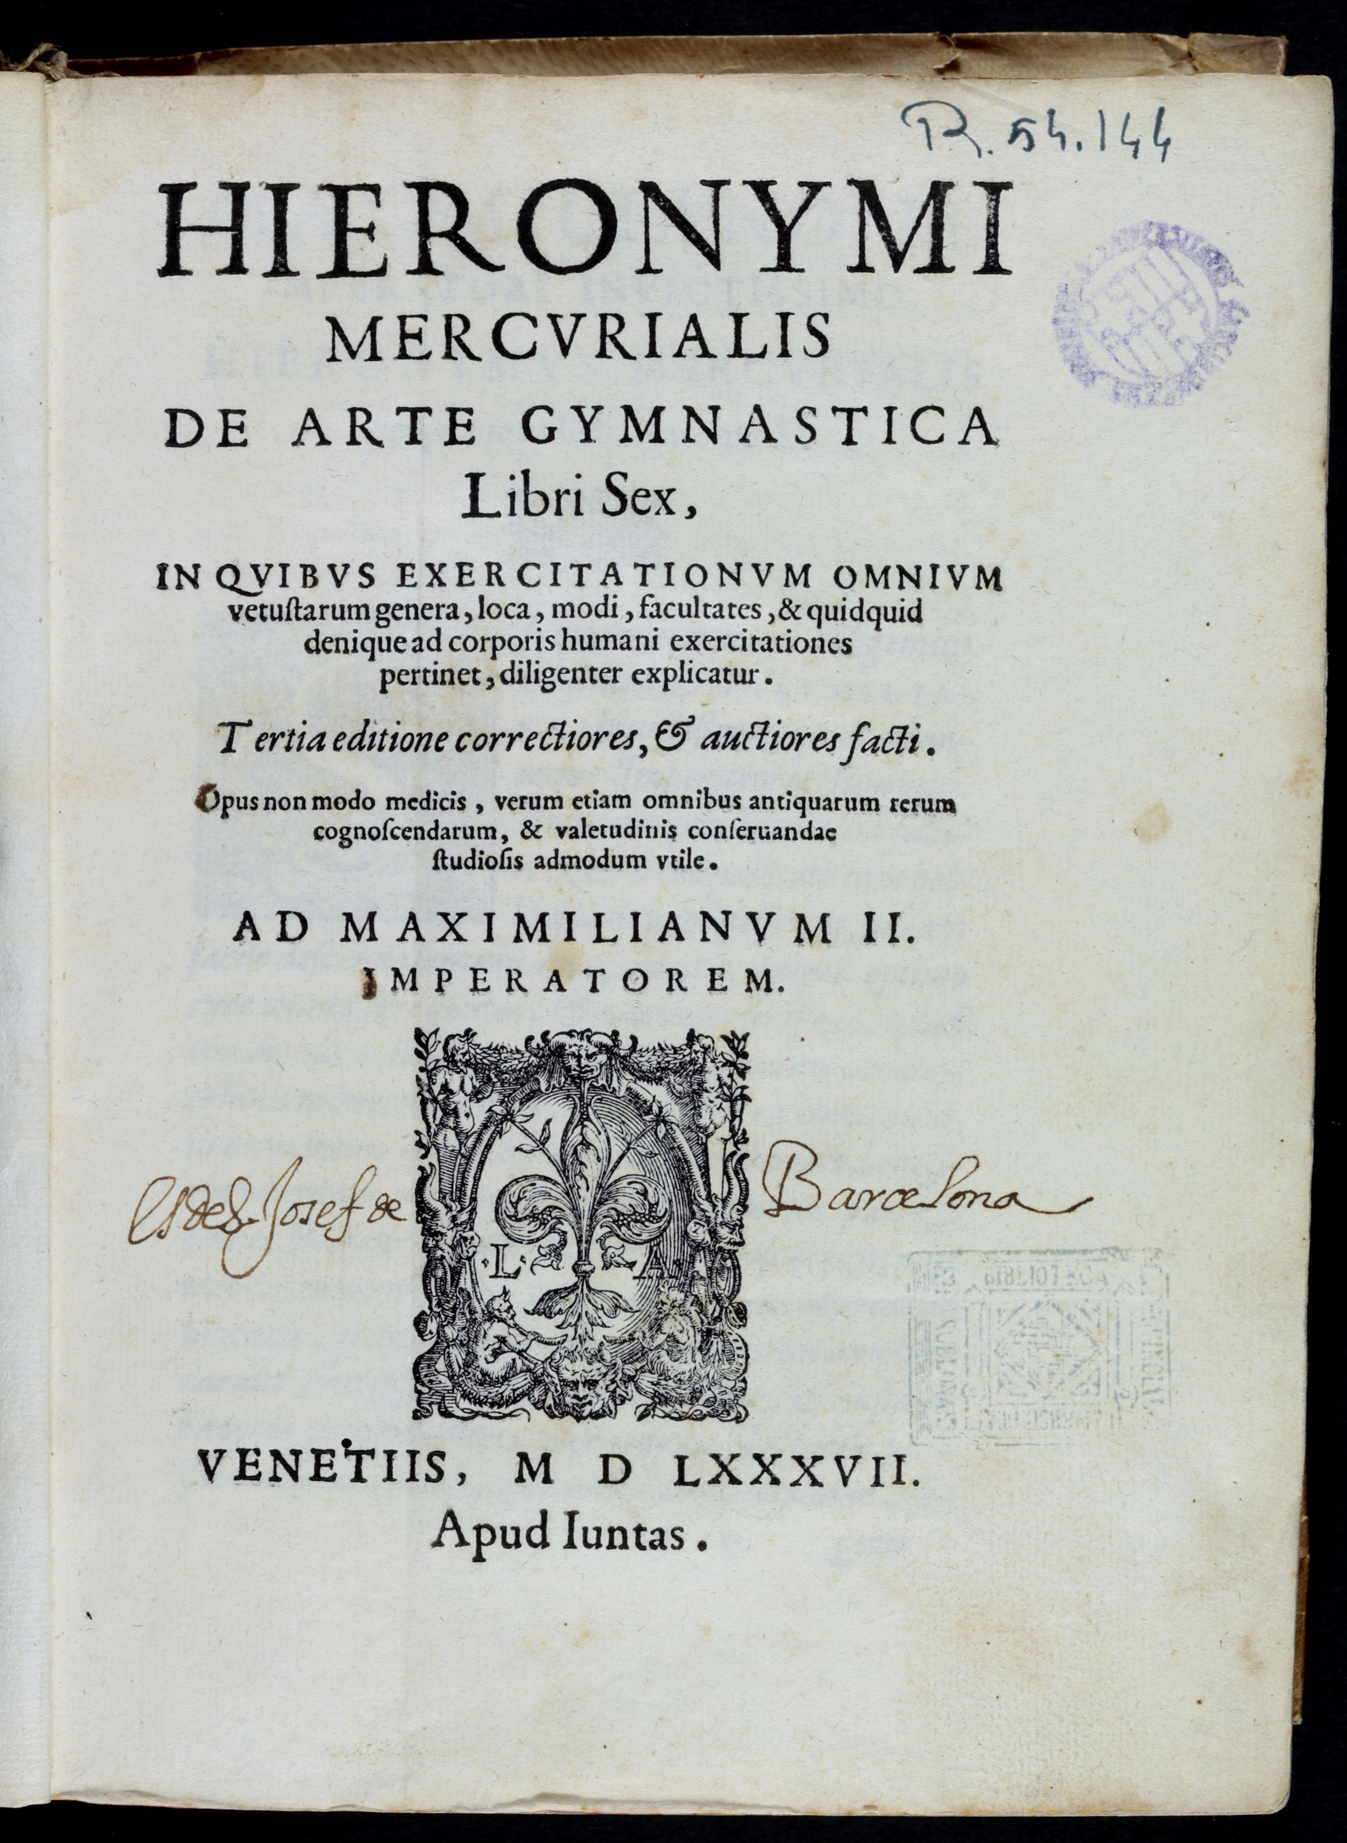 R. 54.144
HIERONYMI
MERCVRIALIS
DE ARTE GYMNASTICA
Libri Sex,
IN QVIBVS EXERCITATIONVM OMNIVM
vetuſtarum genera, loca, modi, facultates, & quidquid
denique ad corporis humani exercitationes
pertinet, diligenter explicatur.
Tertia editione correctiores, & auctiores facti.
Opus non modo medicis, verum etiam omnibus antiquarum rerum
cognoſcendarum, & valetudinis conſeruandae
ſtudioſis admodum vtile.
AD MAXIMILIANVM II.
IMPERATOREM.
Es de S. Josef de Barcelona
·L· A·
VENETIIS, M D LXXXVII.
Apud Iuntas.